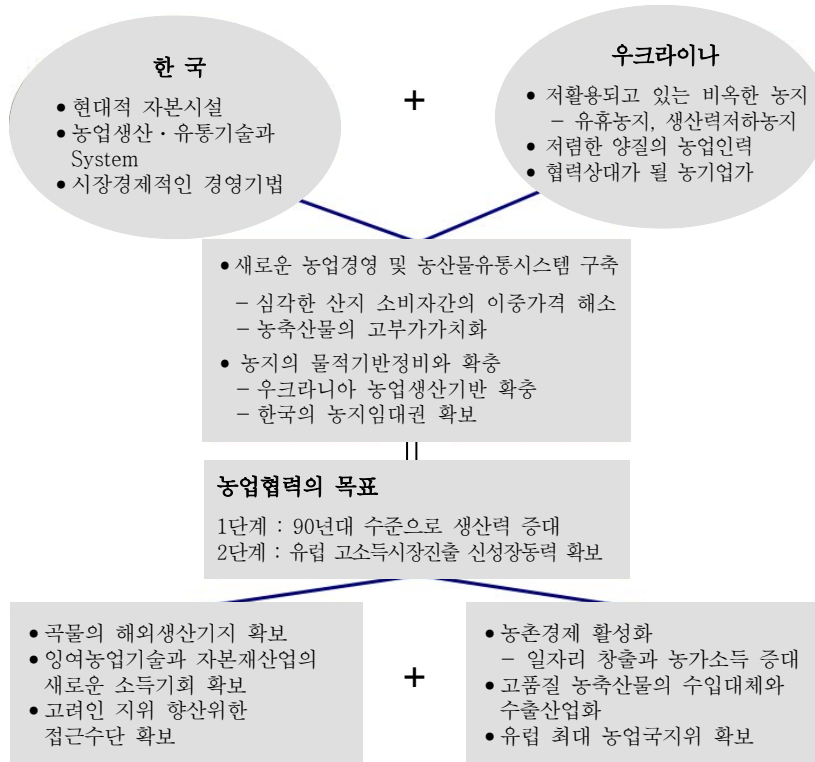 한 국
• 현대적 자본시설
• 농업생산·유통기술과
System
• 시장경제적인 경영기법
+
우크라이나
• 저활용되고 있는 비옥한 농지
- 유휴농지, 생산력저하농지
• 저렴한 양질의 농업인력
• 협력상대가 될 농기업가
• 새로운 농업경영 및 농산물유통시스템 구축
- 심각한 산지 소비자간의 이중가격 해소
- 농축산물의 고부가가치화
• 농지의 물적기반정비와 확충
- 우크라니아 농업생산기반 확충
- 한국의 농지임대권 확보
농업협력의 목표
1단계 : 90년대 수준으로 생산력 증대
2단계 : 유럽 고소득시장진출 신성장동력 확보
• 곡물의 해외생산기지 확보
• 잉여농업기술과 자본재산업의
새로운 소득기회 확보
• 고려인 지위 향산위한
접근수단 확보
+
• 농촌경제 활성화
- 일자리 창출과 농가소득 증대
• 고품질 농축산물의 수입대체와
수출산업화
• 유럽 최대 농업국지위 확보